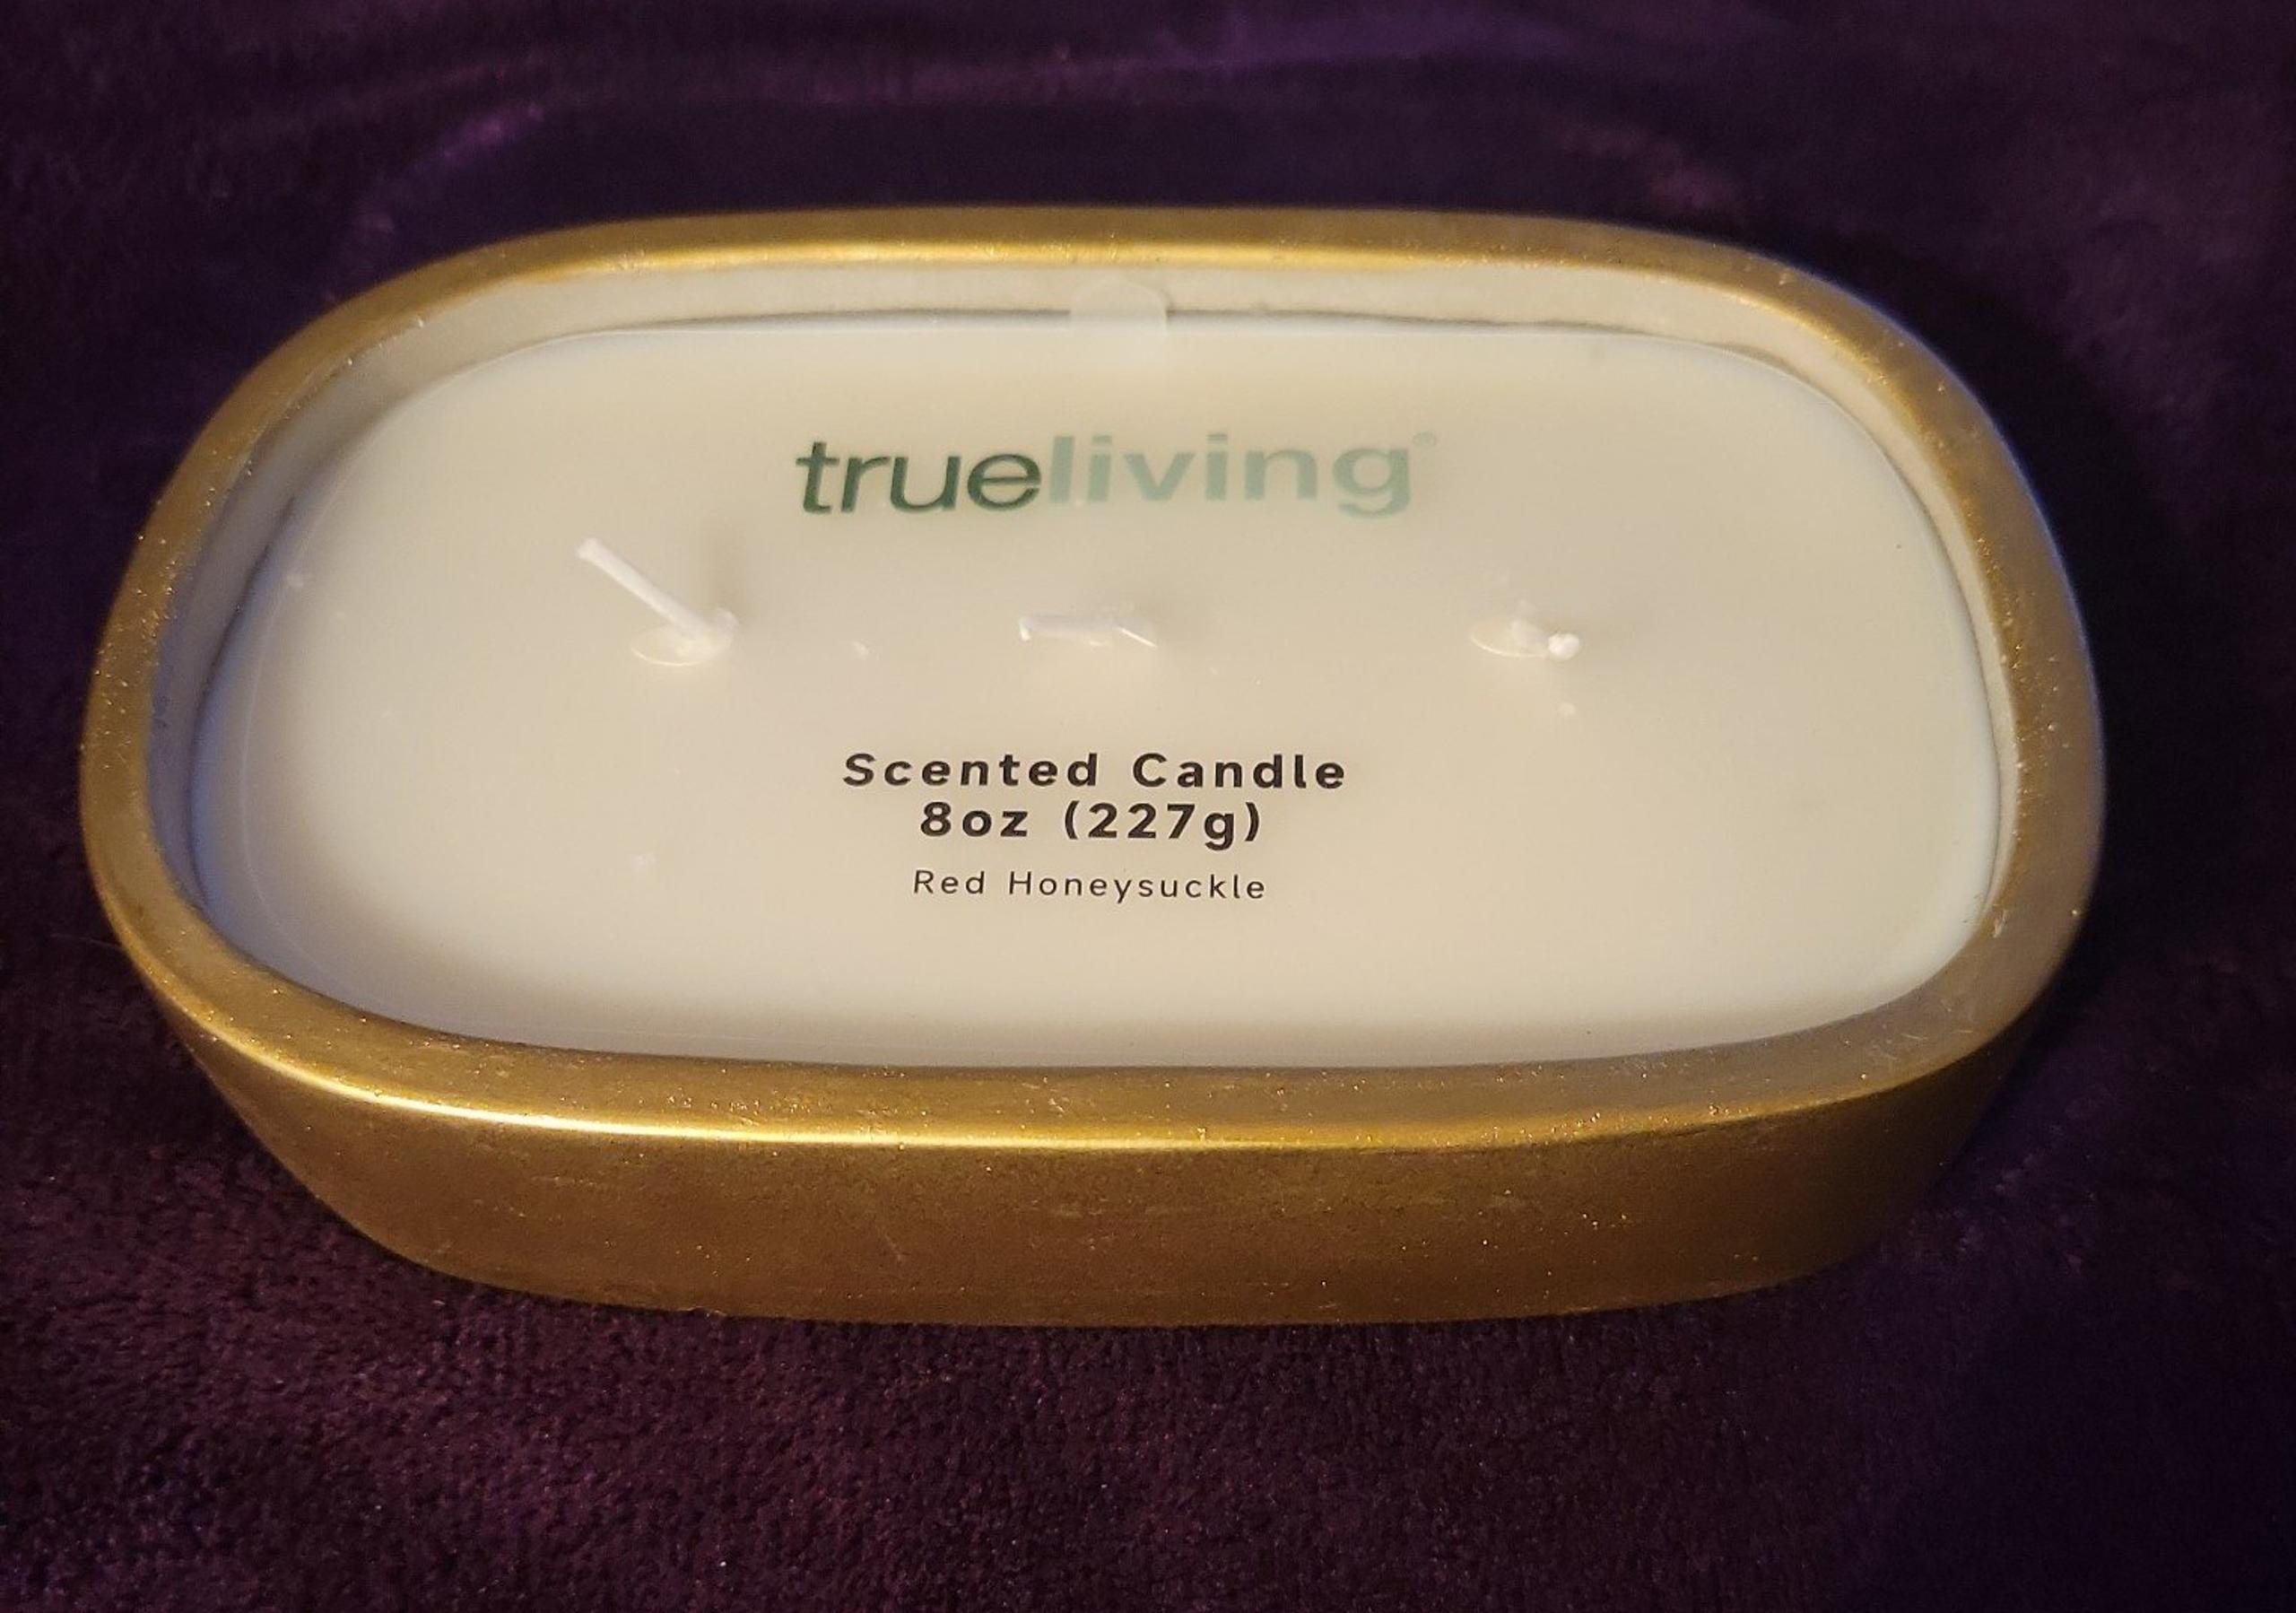 trueliving®
Scented Candle
8oz (227g)
Red Honeysuckle